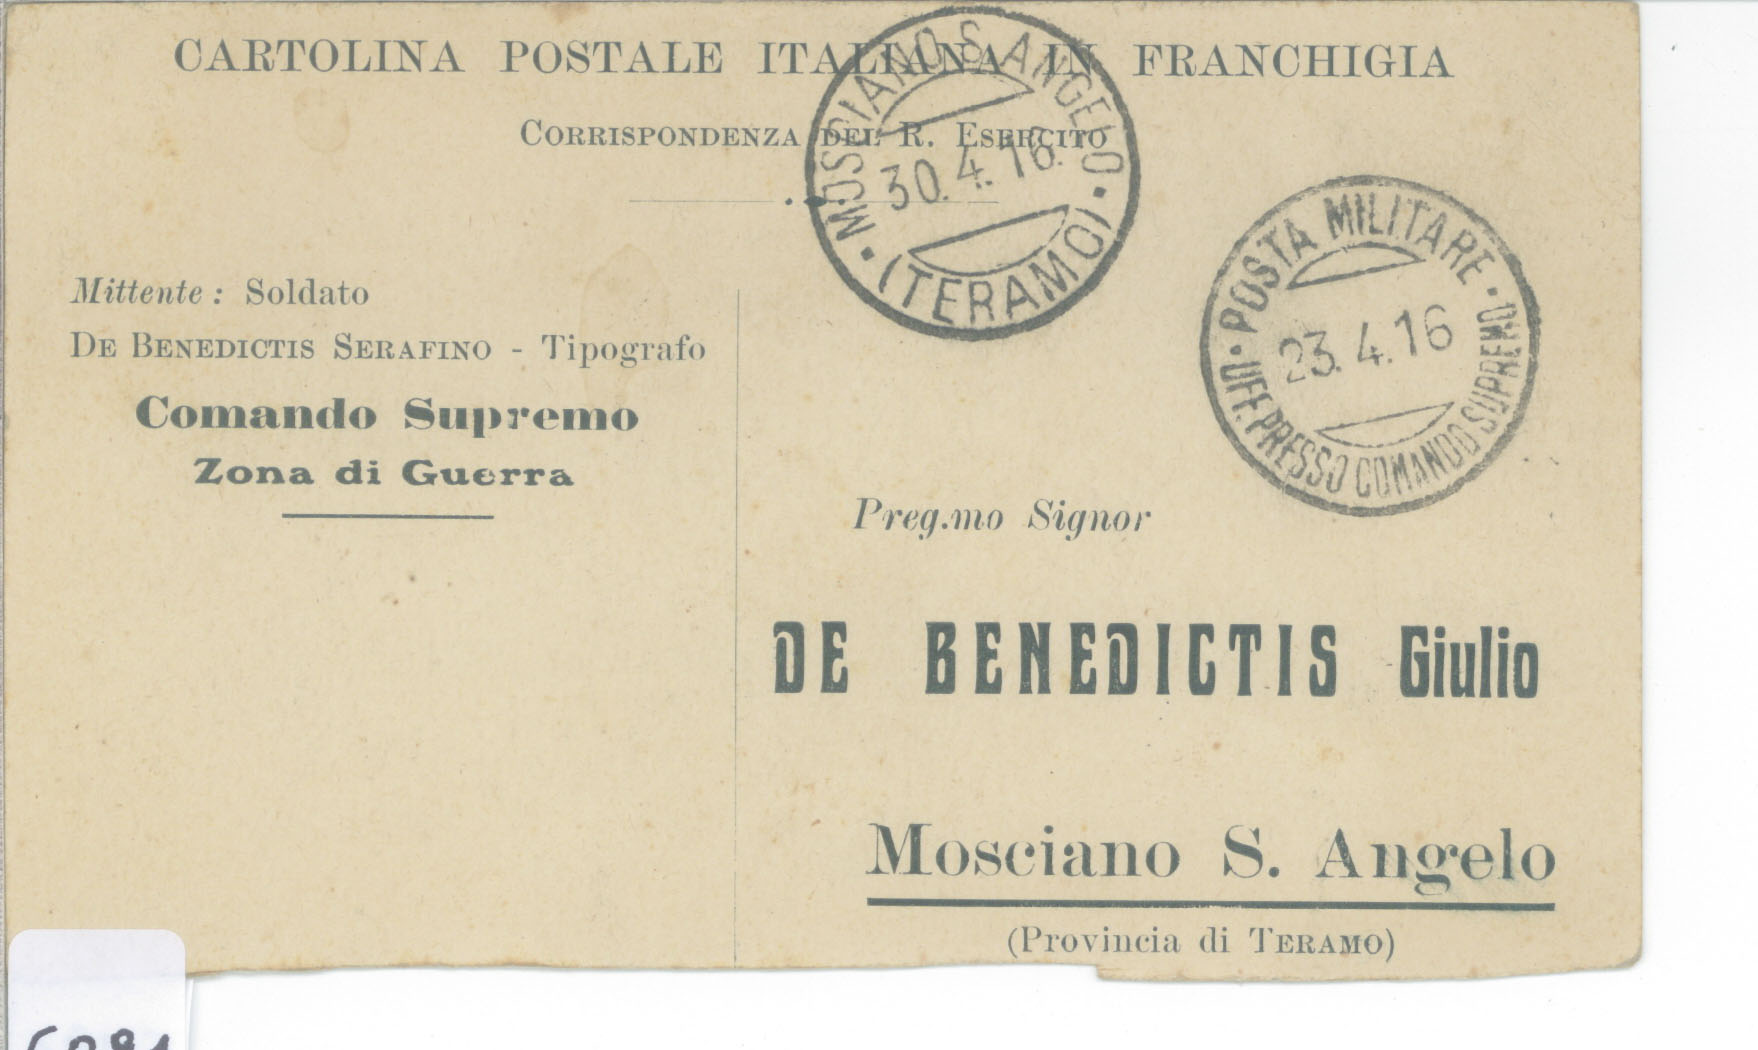 CARTOLINA POSTALE ITALIANA IN FRANCHIGIA
CORRISPONDENZA DEL R. ESERCITO
MOSCIANO S. ANGELO
30.4.16.
(TERAMO)
POSTA MILITARE
23.4.16
UFF. PRESSO COMANDO SUPREMO
Mittente : Soldato
DE BENEDICTIS SERAFINO - Tipografo
Comando Supremo
Zona di Guerra
Preg.mo Signor
DE BENEDICTIS Giulio
Mosciano S. Angelo
(Provincia di TERAMO)